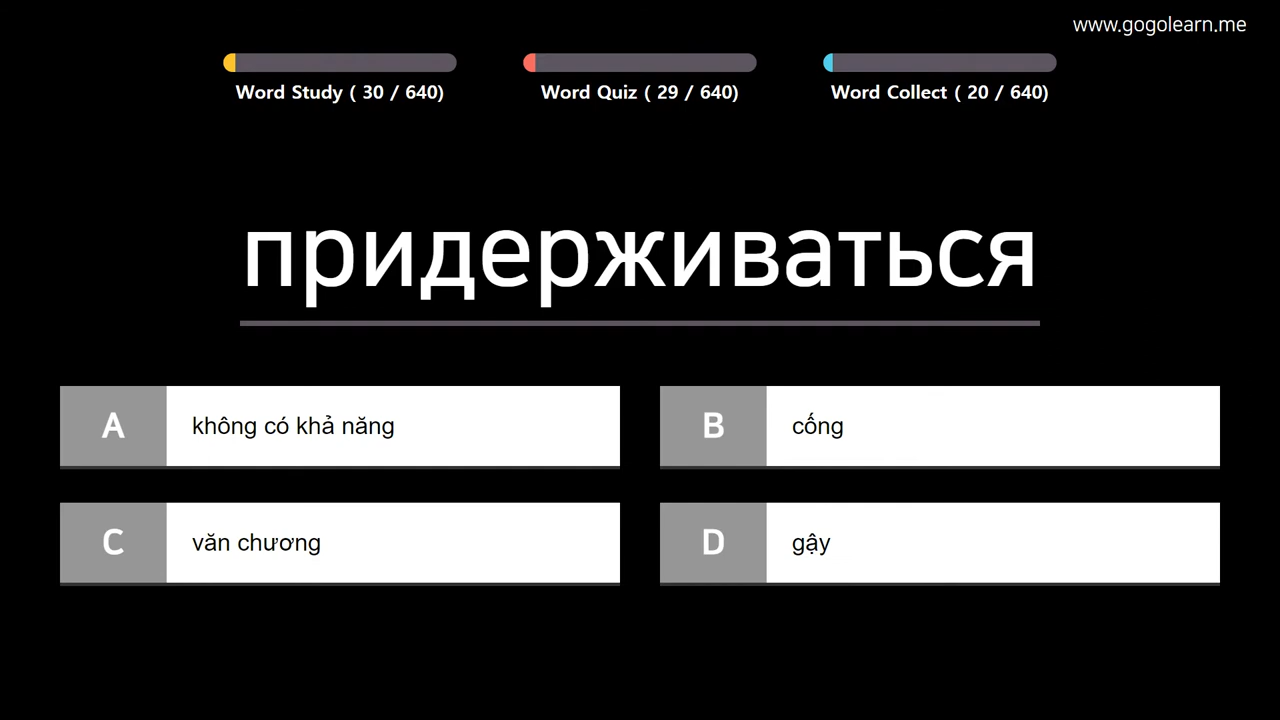 www.gogolearn.me
Word Study ( 30 / 640)
Word Quiz ( 29 / 640)
Word Collect ( 20 / 640)
придерживаться
A
không có khả năng
B
cống
C
văn chương
D
gậy